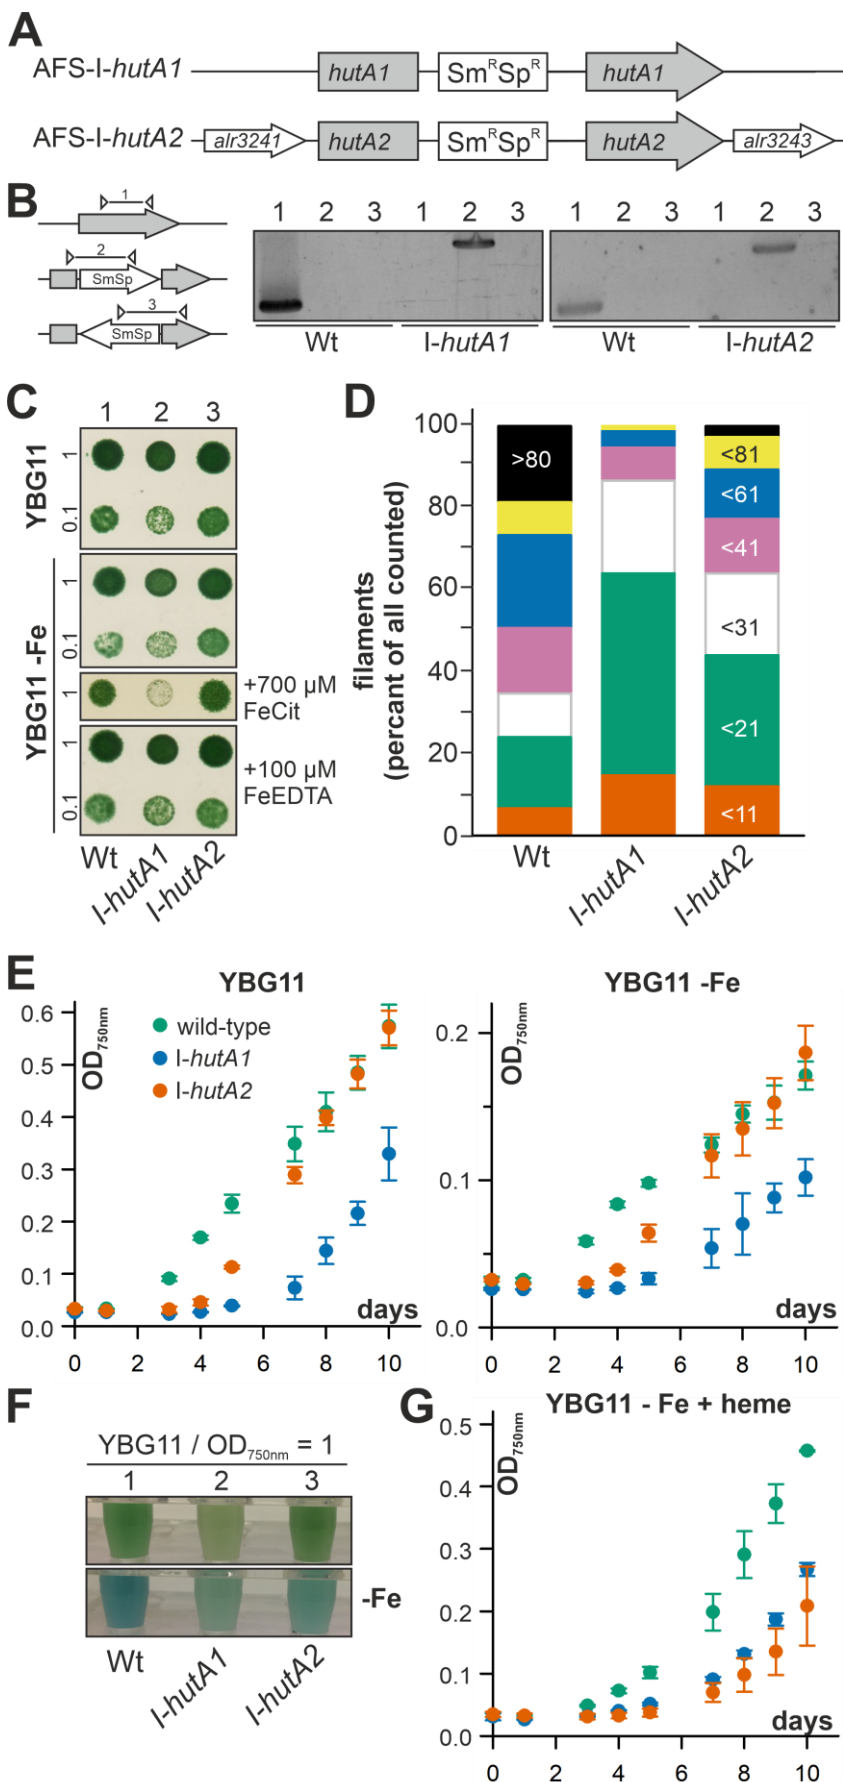 A
AFS-I-hutA1
hutA1
Sm^R Sp^R
hutA1
AFS-I-hutA2
alr3241
hutA2
Sm^R Sp^R
hutA2
alr3243
B
1
2
SmSp
3
SmSp
1 2 3 1 2 3 1 2 3 1 2 3
Wt I-hutA1 Wt I-hutA2
C
1 2 3
YBG11
1
0.1
YBG11 -Fe
1
0.1
1
+700 µM
FeCit
1
0.1
+100 µM
FeEDTA
Wt I-hutA1 I-hutA2
D
filaments
(percent of all counted)
100
80
60
40
20
0
>80
<81
<61
<41
<31
<21
<11
Wt I-hutA1 I-hutA2
E
YBG11
OD750nm
0.6
0.5
0.4
0.3
0.2
0.1
0.0
wild-type
I-hutA1
I-hutA2
days
0 2 4 6 8 10
YBG11 -Fe
OD750nm
0.2
0.1
0.0
days
0 2 4 6 8 10
F
YBG11 / OD750nm = 1
1 2 3
-Fe
Wt I-hutA1 I-hutA2
G
YBG11 - Fe + heme
OD750nm
0.5
0.4
0.3
0.2
0.1
0.0
days
0 2 4 6 8 10